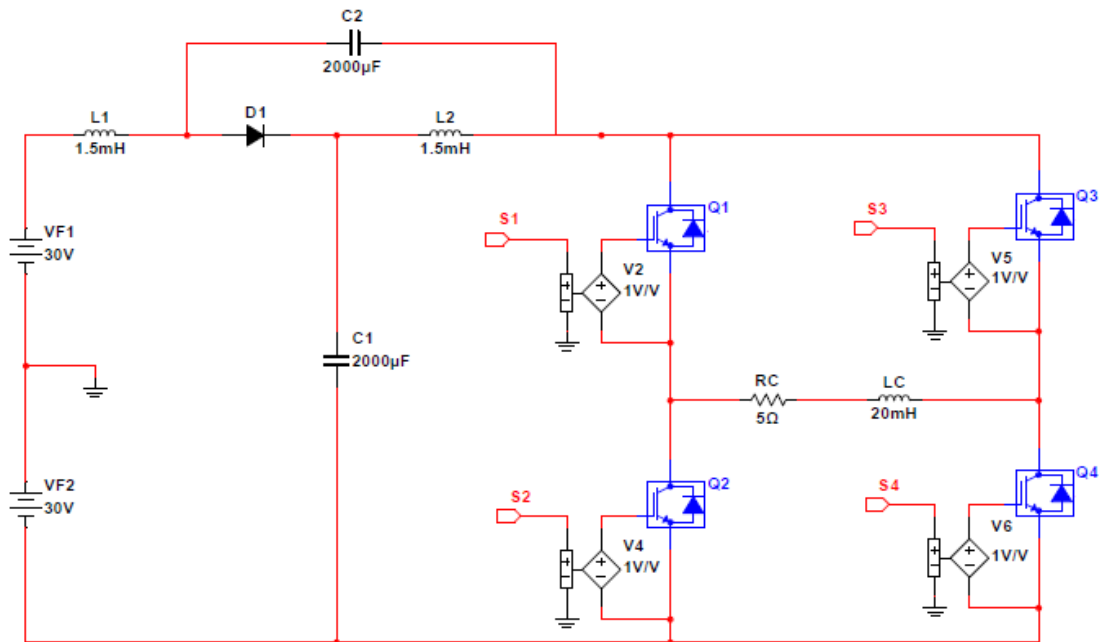 C2
2000µF
L1
1.5mH
D1
L2
1.5mH
S1
Q1
S3
Q3
VF1
30V
V2
1V/V
V5
1V/V
C1
2000µF
RC
5Ω
LC
20mH
VF2
30V
S2
Q2
S4
Q4
V4
1V/V
V6
1V/V